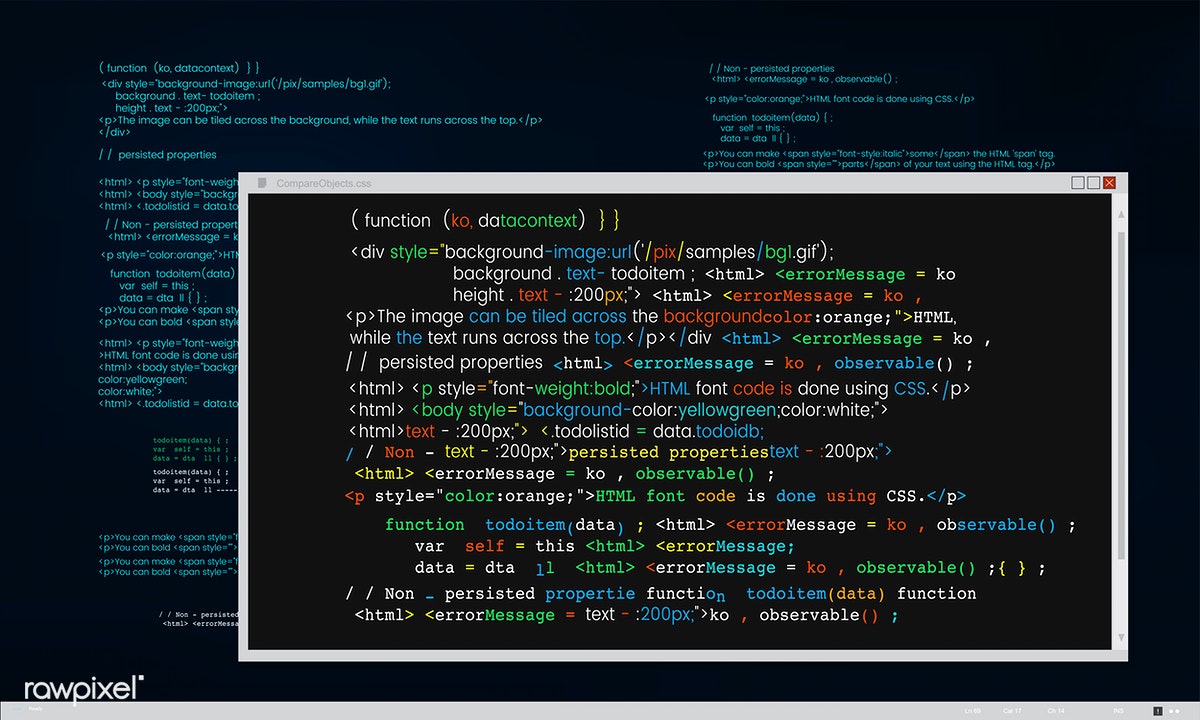 ( function (ko, datacontext) } }
<div style="background-image:url('/pix/samples/bg1.gif');
background . text- todoitem ;
height . text - :200px;">
<p>The image can be tiled across the background, while the text runs across the top.</p>
</div>
/ / persisted properties
<html> <p style="font-weigh
<html> <body style="backgr
<html> <.todolistid = data.to
/ / Non - persisted propert
<html> <errorMessage = k
<p style="color:orange;">HTM
function todoitem(data)
var self = this ;
data = dta ll { } ;
<p>You can make <span sty
<p>You can bold <span style
<html> <p style="font-weigh
>HTML font code is done usin
<html> <body style="backgr
color:yellowgreen;
color:white;">
<html> <.todolistid = data.to
todoitem(data) { ;
var self = this ;
data = dta ll { } ;
todoitem(data) { ;
var self = this ;
data = dta ll -----
<p>You can make <span style="f
<p>You can bold <span style="">
<p>You can make <span style="f
<p>You can bold <span style="">
/ / Non - persisted
<html> <errorMessa
/ / Non - persisted properties
<html> <errorMessage = ko , observable() ;
<p style="color:orange;">HTML font code is done using CSS.</p>
function todoitem(data) { ;
var self = this ;
data = dta ll { } ;
<p>You can make <span style="font-style:italic">some</span> the HTML 'span' tag.
<p>You can bold <span style="">parts</span> of your text using the HTML tag.</p>
CompareObjects.css
( function (ko, datacontext) } }
<div style="background-image:url('/pix/samples/bg1.gif');
background . text- todoitem ; <html> <errorMessage = ko
height . text - :200px;"> <html> <errorMessage = ko ,
<p>The image can be tiled across the backgroundcolor:orange;">HTML,
while the text runs across the top.</p></div <html> <errorMessage = ko ,
/ / persisted properties <html> <errorMessage = ko , observable() ;
<html> <p style="font-weight:bold;">HTML font code is done using CSS.</p>
<html> <body style="background-color:yellowgreen;color:white;">
<html>text - :200px;"> <.todolistid = data.todoidb;
/ / Non - text - :200px;">persisted propertiestext - :200px;">
<html> <errorMessage = ko , observable() ;
<p style="color:orange;">HTML font code is done using CSS.</p>
function todoitem(data) ; <html> <errorMessage = ko , observable() ;
var self = this <html> <errorMessage;
data = dta ll <html> <errorMessage = ko , observable() ;{ } ;
/ / Non - persisted propertie function todoitem(data) function
<html> <errorMessage = text - :200px;">ko , observable() ;
rawpixel
Ready
Ln 69 Col 17 Ch 14 INS